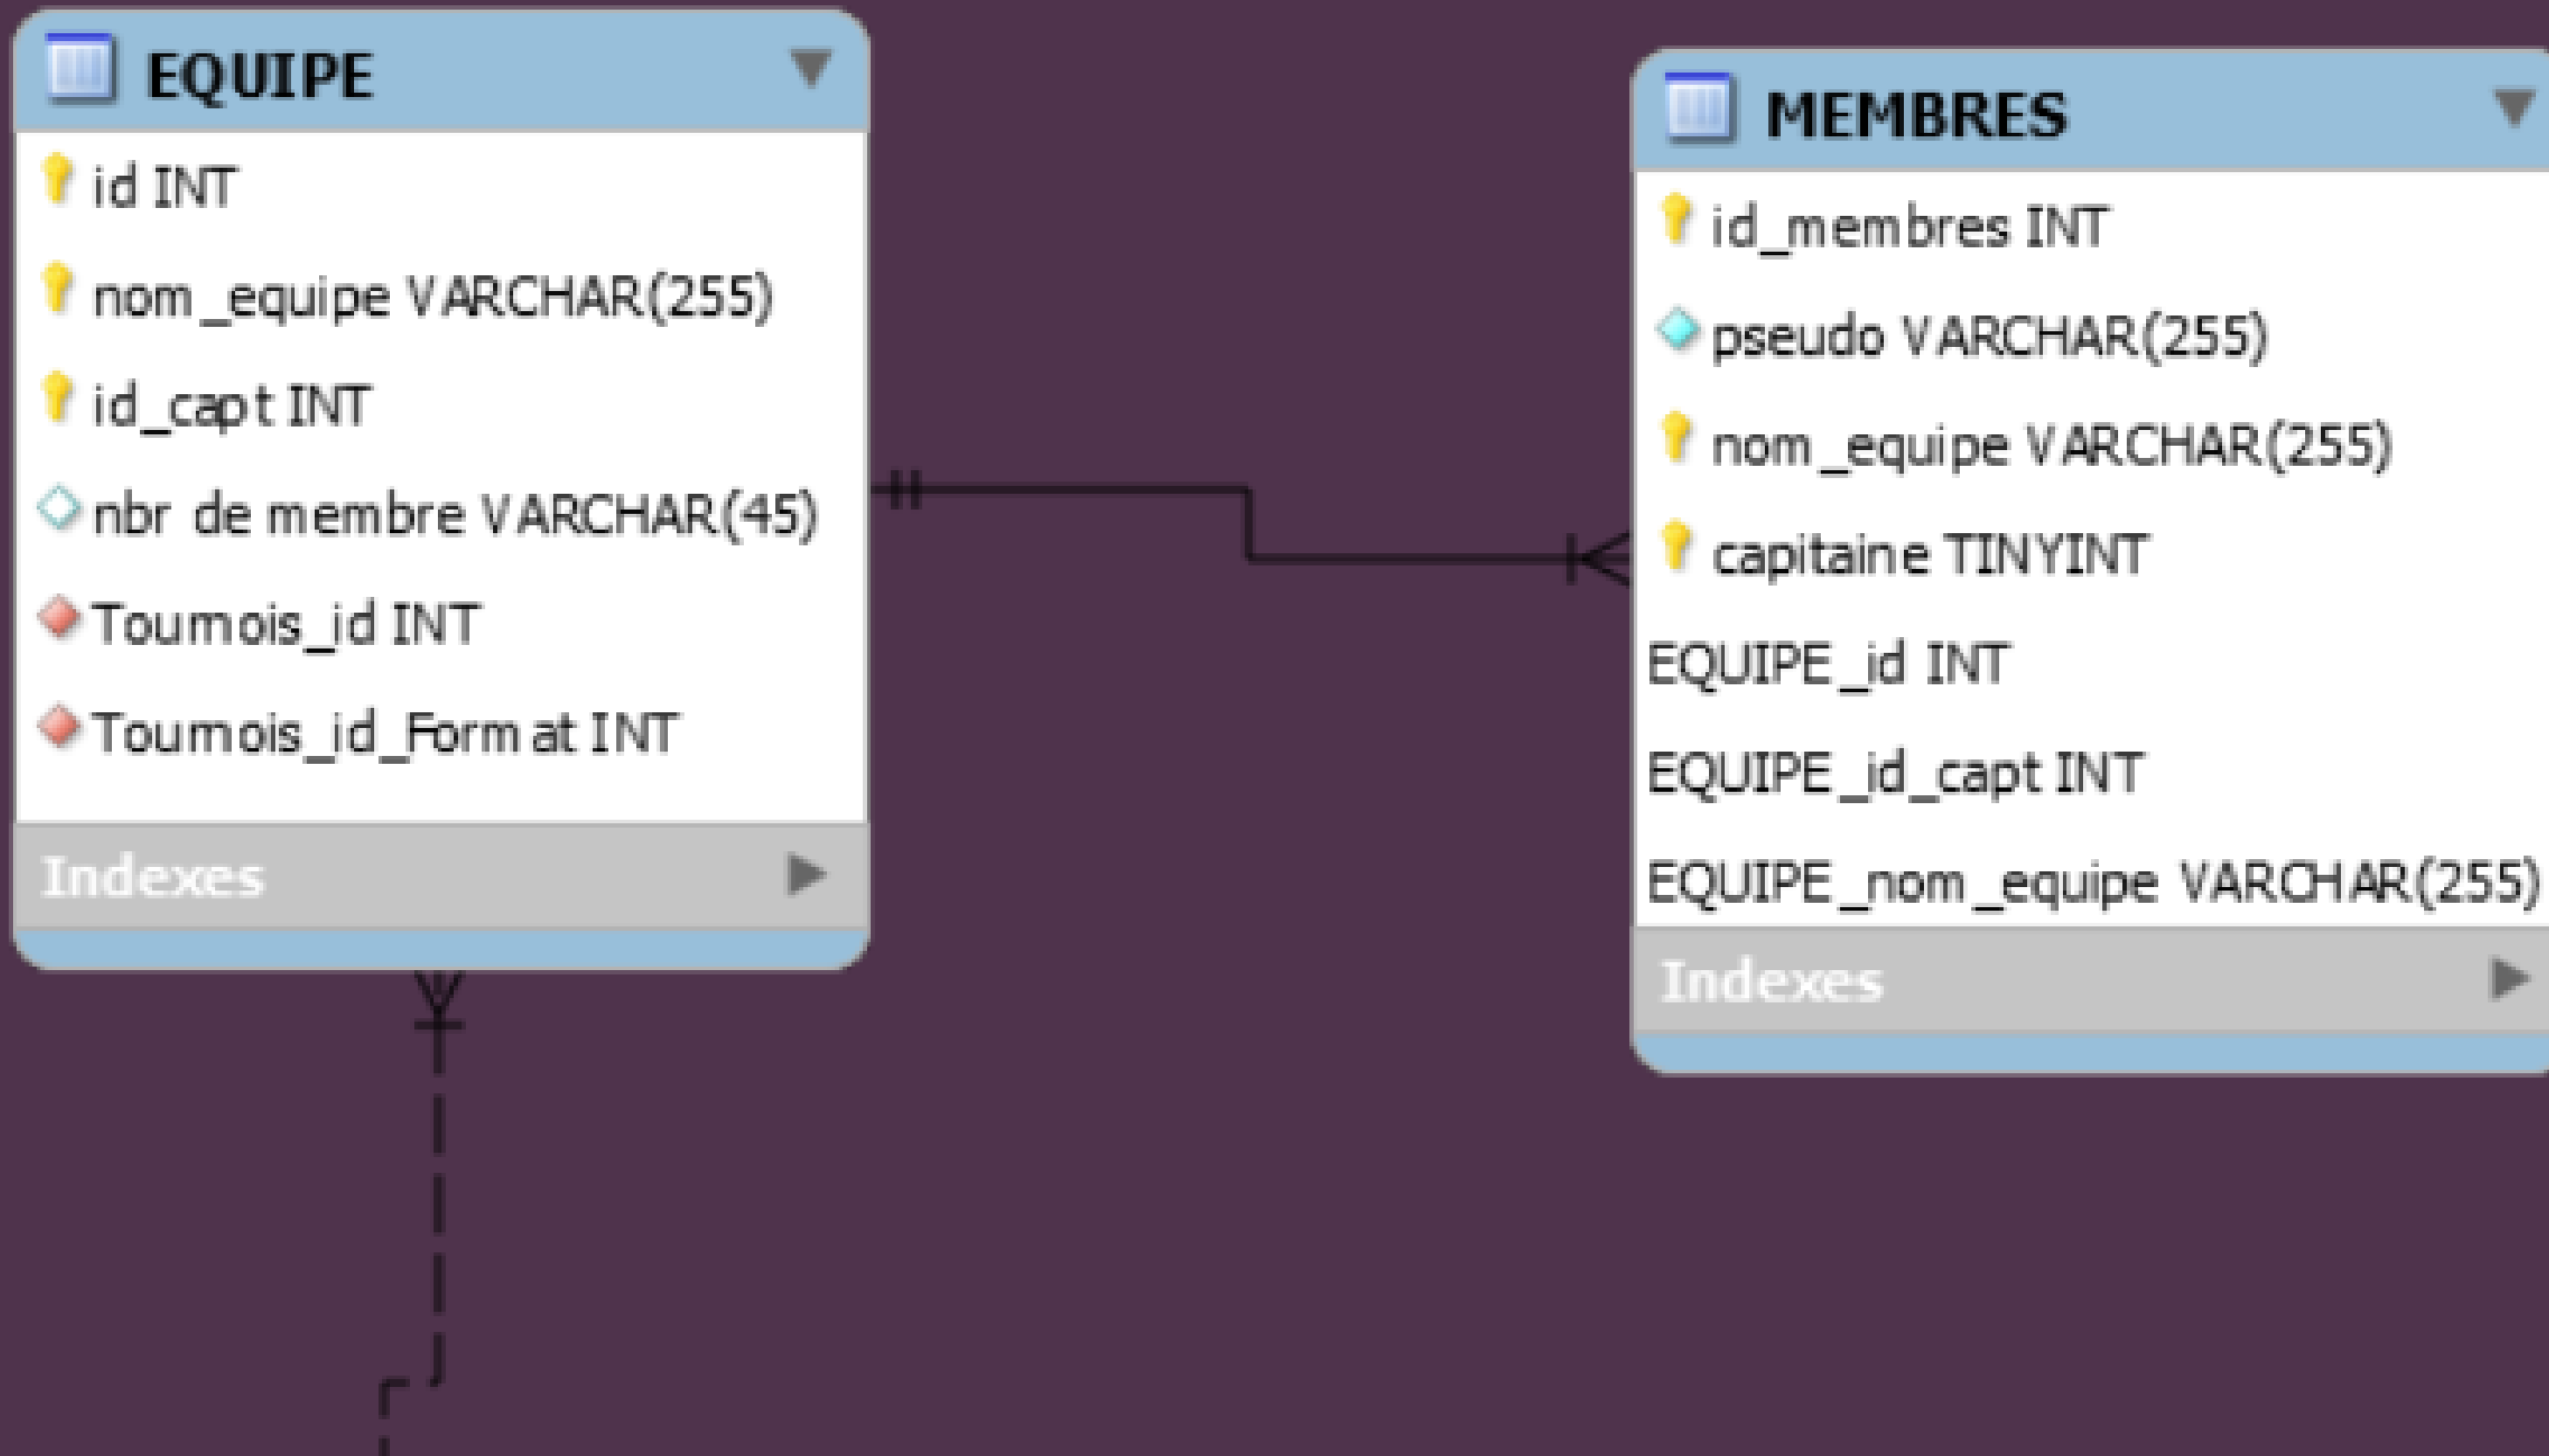 EQUIPE
id INT
nom_equipe VARCHAR(255)
id_capt INT
nbr de membre VARCHAR(45)
Tournois_id INT
Tournois_id_Format INT
Indexes
MEMBRES
id_membres INT
pseudo VARCHAR(255)
nom_equipe VARCHAR(255)
capitaine TINYINT
EQUIPE_id INT
EQUIPE_id_capt INT
EQUIPE_nom_equipe VARCHAR(255)
Indexes